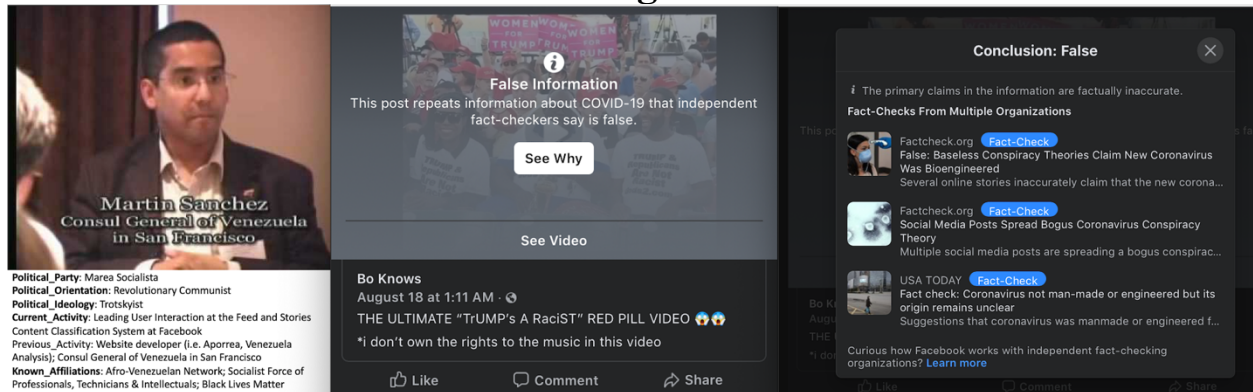 Martin Sanchez
Consul General of Venezuela
in San Francisco
Political_Party: Marea Socialista
Political_Orientation: Revolutionary Communist
Political_Ideology: Trotskyist
Current_Activity: Leading User Interaction at the Feed and Stories
Content Classification System at Facebook
Previous_Activity: Website developer (i.e. Aporrea, Venezuela
Analysis); Consul General of Venezuela in San Francisco
Known_Affiliations: Afro-Venezuelan Network; Socialist Force of
Professionals, Technicians & Intellectuals; Black Lives Matter
WOMEN FOR TRUMP
False Information
This post repeats information about COVID-19 that independent
fact-checkers say is false.
See Why
See Video
Bo Knows
August 18 at 1:11 AM ·
THE ULTIMATE “TrUMP’s A RaciST” RED PILL VIDEO 😱😱
*i don’t own the rights to the music in this video
Like Comment Share
Conclusion: False
The primary claims in the information are factually inaccurate.
Fact-Checks From Multiple Organizations
Factcheck.org Fact-Check
False: Baseless Conspiracy Theories Claim New Coronavirus
Was Bioengineered
Several online stories inaccurately claim that the new corona...
Factcheck.org Fact-Check
Social Media Posts Spread Bogus Coronavirus Conspiracy
Theory
Multiple social media posts are spreading a bogus conspirac...
USA TODAY Fact-Check
Fact check: Coronavirus not man-made or engineered but its
origin remains unclear
Suggestions that coronavirus was manmade or engineered f...
Curious how Facebook works with independent fact-checking
organizations? Learn more
Like Comment Share